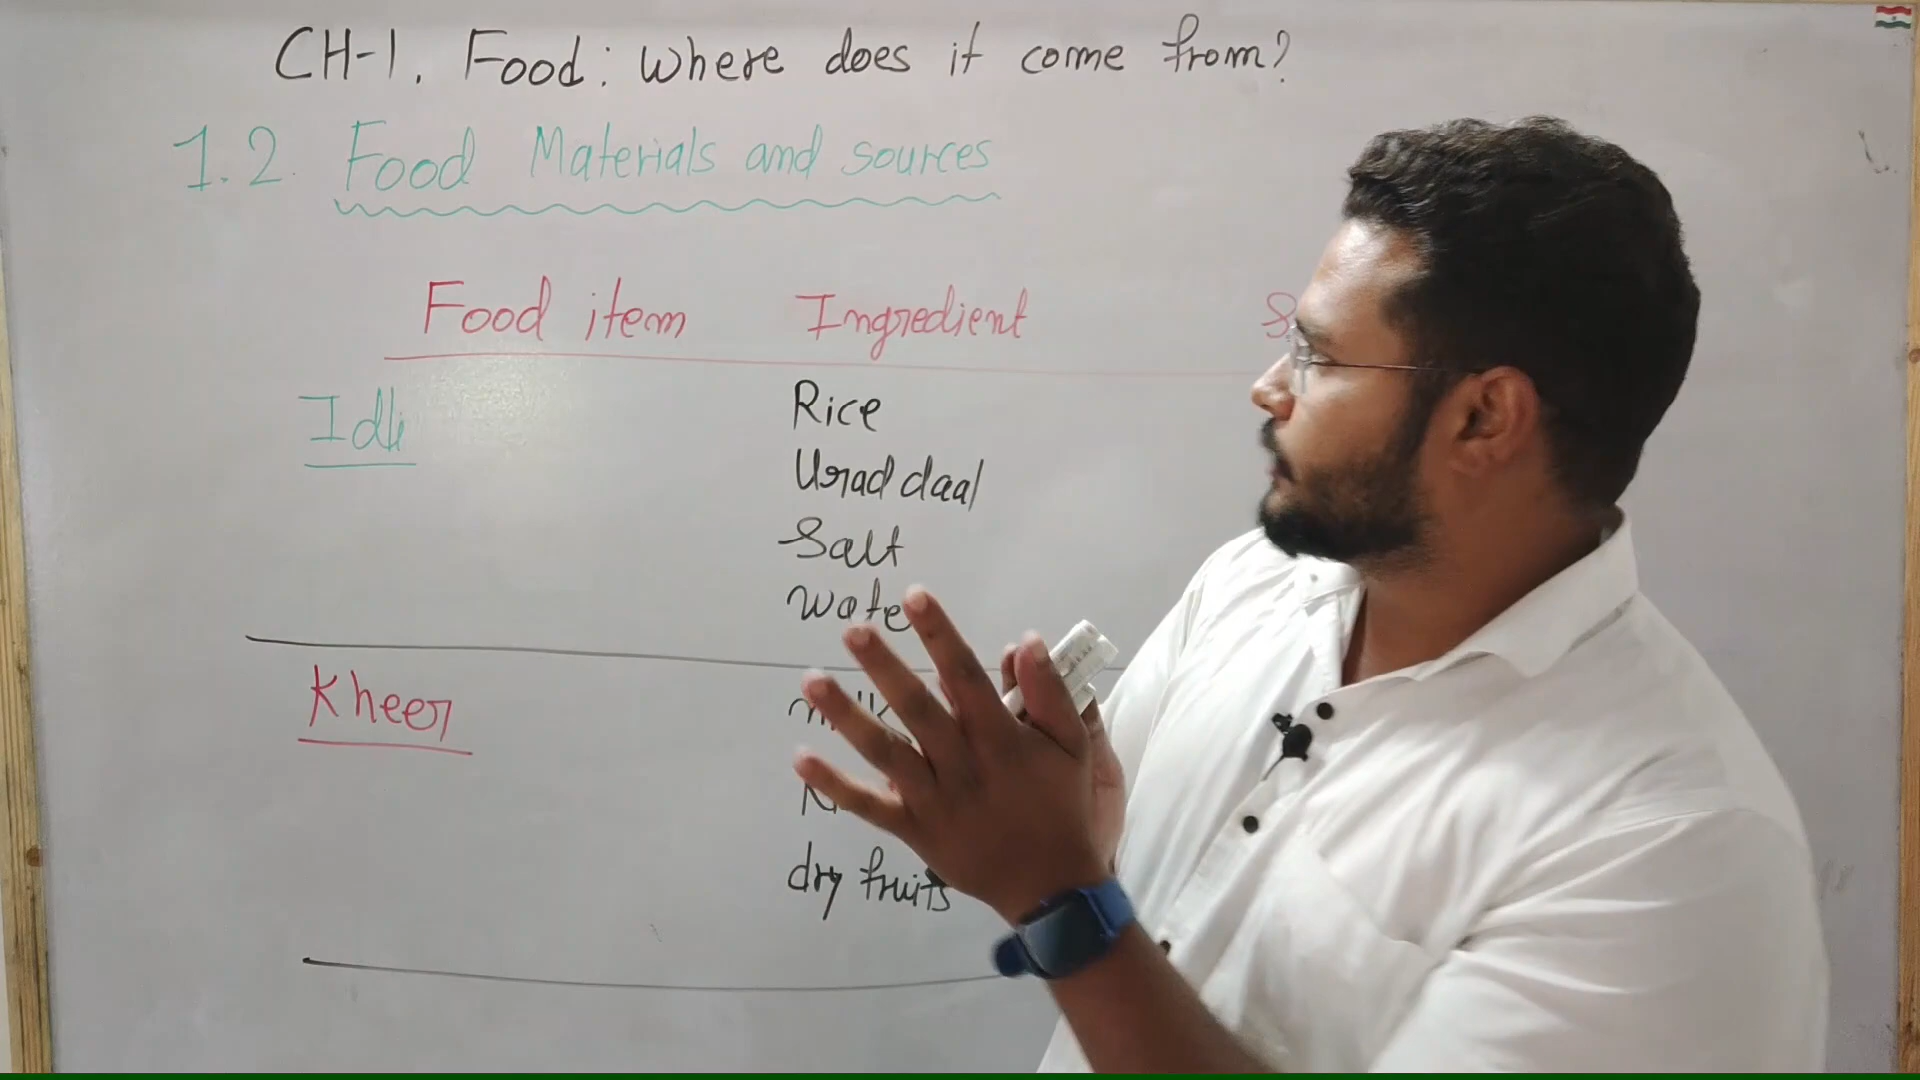 CH-1. Food: Where does it come from?
1.2. Food Materials and sources
Food item Ingredient
Idli Rice
Urad daal
Salt
Kheer
dry fruits